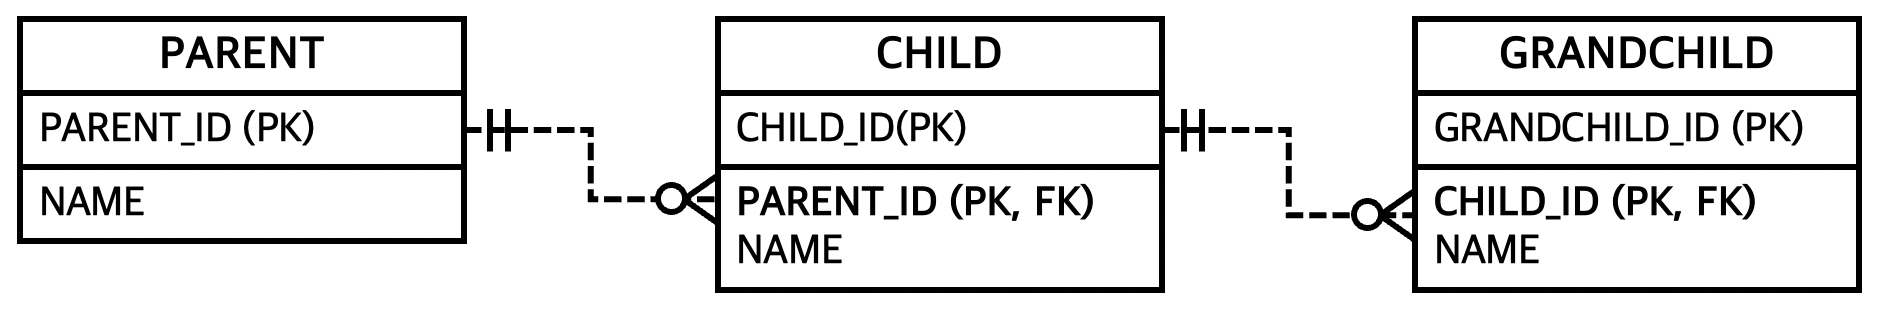 PARENT
PARENT_ID (PK)
NAME
CHILD
CHILD_ID(PK)
PARENT_ID (PK, FK)
NAME
GRANDCHILD
GRANDCHILD_ID (PK)
CHILD_ID (PK, FK)
NAME